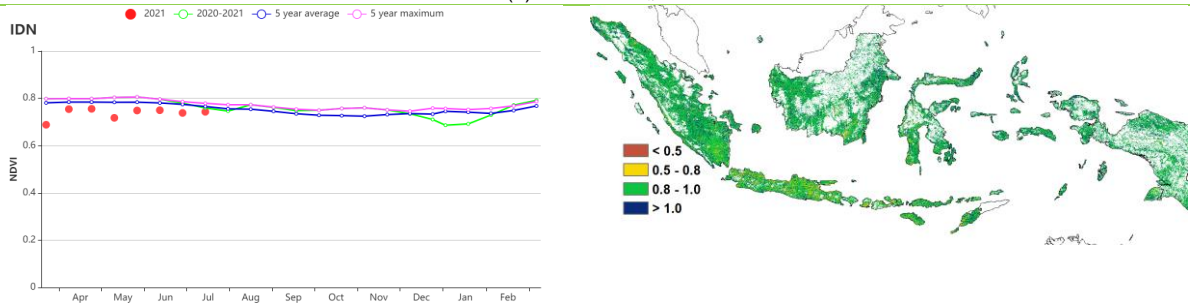 2021 2020-2021 5 year average 5 year maximum
IDN
1
0.8
0.6
0.4
0.2
0
NDVI
Apr May Jun Jul Aug Sep Oct Nov Dec Jan Feb
< 0.5
0.5 - 0.8
0.8 - 1.0
> 1.0